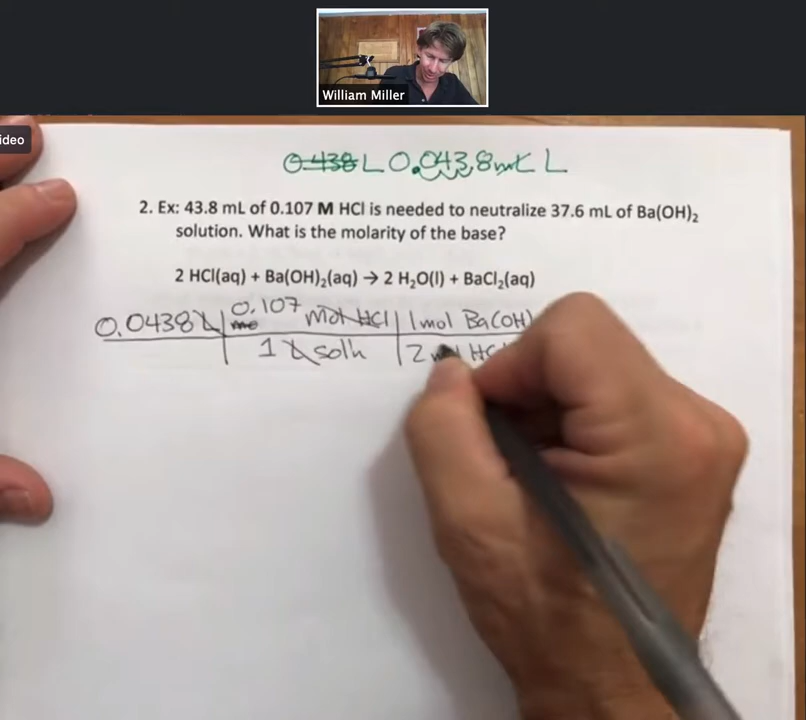 William Miller
ideo
0.438 L 0.043.8 mL L
2. Ex: 43.8 mL of 0.107 M HCl is needed to neutralize 37.6 mL of Ba(OH)₂
solution. What is the molarity of the base?
2 HCl(aq) + Ba(OH)₂(aq) → 2 H₂O(l) + BaCl₂(aq)
0.0438 L 0.107 mol HCl 1 mol Ba(OH)
1 L soln 2 mol HC